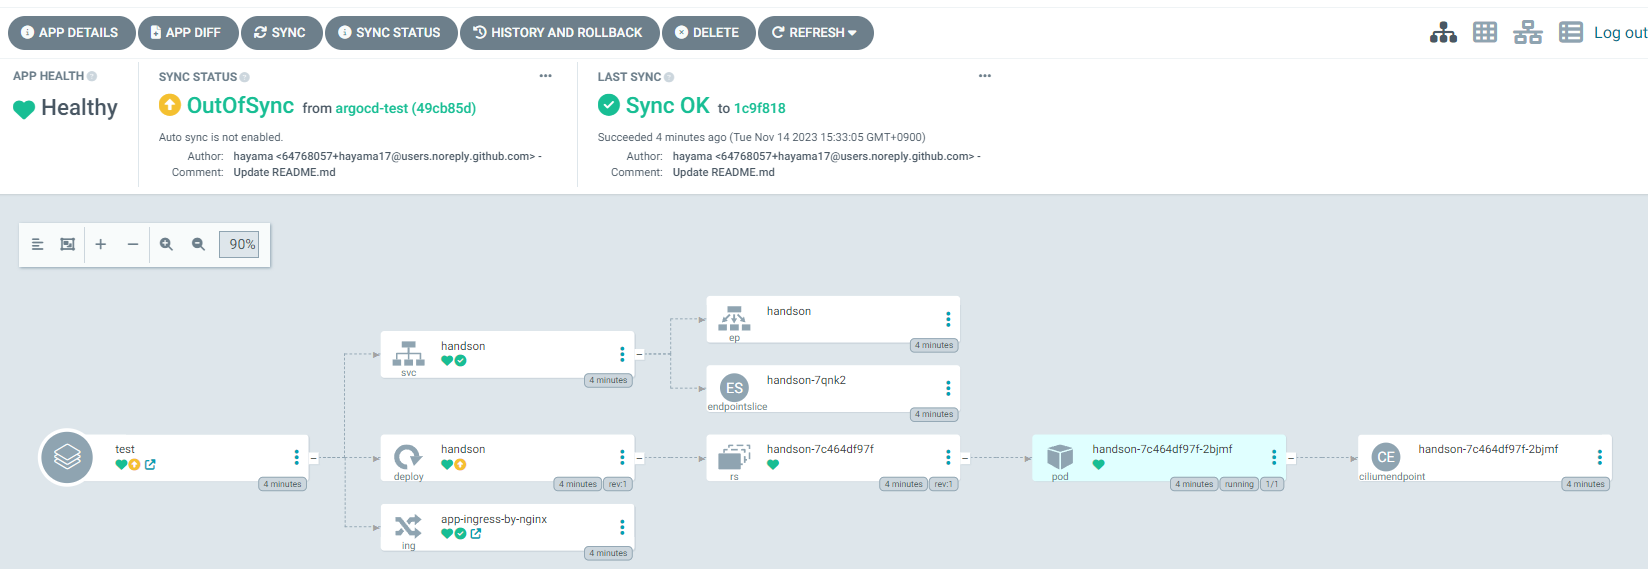 APP DETAILS APP DIFF SYNC SYNC STATUS HISTORY AND ROLLBACK DELETE REFRESH Log out
APP HEALTH
Healthy
SYNC STATUS
OutOfSync from argocd-test (49cb85d)
Auto sync is not enabled.
Author: hayama <64768057+hayama17@users.noreply.github.com> -
Comment: Update README.md
LAST SYNC
Sync OK to 1c9f818
Succeeded 4 minutes ago (Tue Nov 14 2023 15:33:05 GMT+0900)
Author: hayama <64768057+hayama17@users.noreply.github.com> -
Comment: Update README.md
90%
test
4 minutes
handson
svc
4 minutes
handson
deploy
4 minutes rev:1
app-ingress-by-nginx
ing
4 minutes
handson
ep
4 minutes
ES
handson-7qnk2
endpointslice
4 minutes
handson-7c464df97f
rs
4 minutes rev:1
handson-7c464df97f-2bjmf
pod
4 minutes running 1/1
CE
handson-7c464df97f-2bjmf
ciliumendpoint
4 minutes